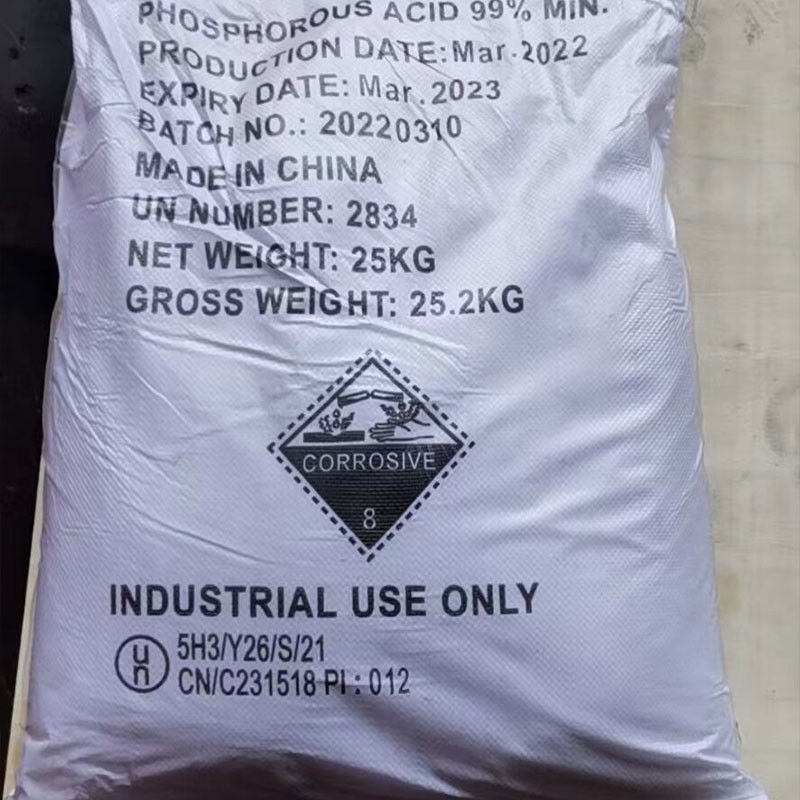 PHOSPHOROUS ACID 99% MIN.
PRODUCTION DATE: Mar.2022
EXPIRY DATE: Mar.2023
BATCH NO.: 20220310
MADE IN CHINA
UN NUMBER: 2834
NET WEIGHT: 25KG
GROSS WEIGHT: 25.2KG
CORROSIVE
8
INDUSTRIAL USE ONLY
un
5H3/Y26/S/21
CN/C231518 PI : 012